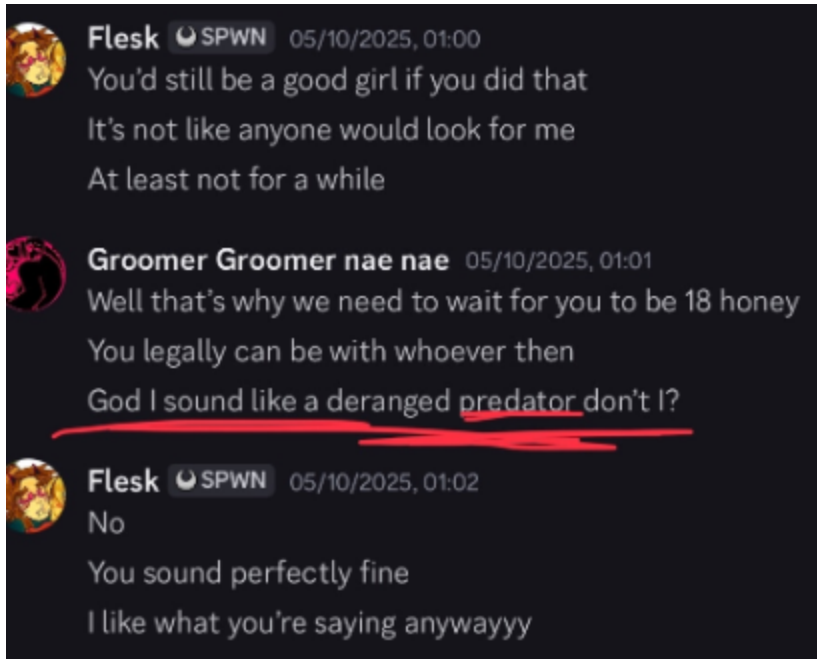 Flesk SPWN 05/10/2025, 01:00
You'd still be a good girl if you did that
It's not like anyone would look for me
At least not for a while
Groomer Groomer nae nae 05/10/2025, 01:01
Well that's why we need to wait for you to be 18 honey
You legally can be with whoever then
God I sound like a deranged predator don't I?
Flesk SPWN 05/10/2025, 01:02
No
You sound perfectly fine
I like what you're saying anywayyy